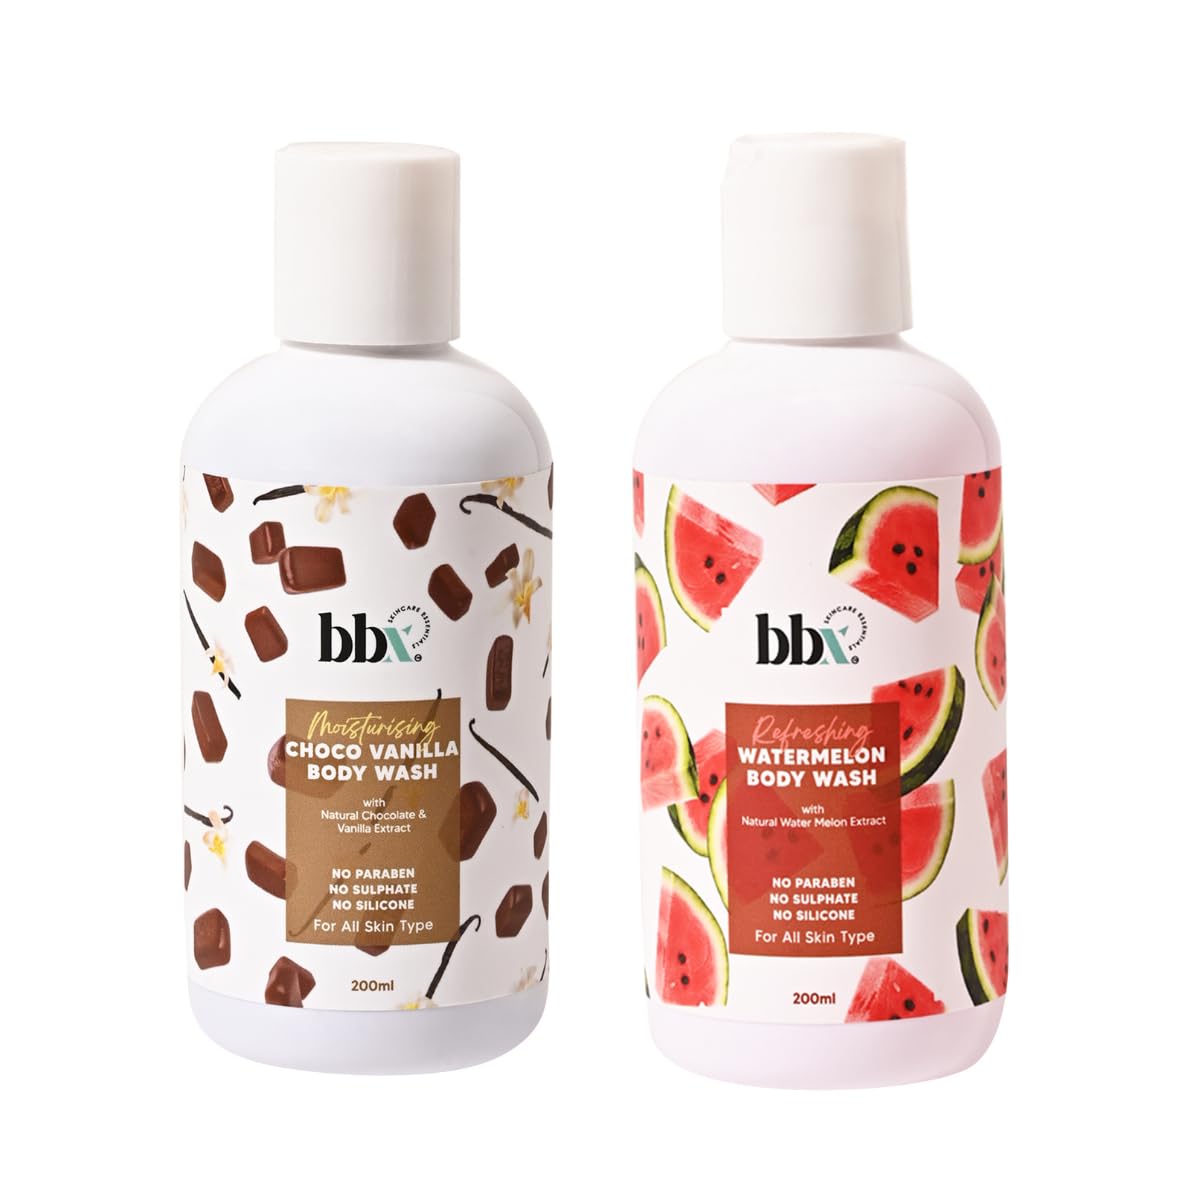 bbx
SKINCARE ESSENTIALS
Moisturising
CHOCO VANILLA
BODY WASH
with
Natural Chocolate &
Vanilla Extract
NO PARABEN
NO SULPHATE
NO SILICONE
For All Skin Type
200ml
bbx
SKINCARE ESSENTIALS
Refreshing
WATERMELON
BODY WASH
with
Natural Water Melon Extract
NO PARABEN
NO SULPHATE
NO SILICONE
For All Skin Type
200ml